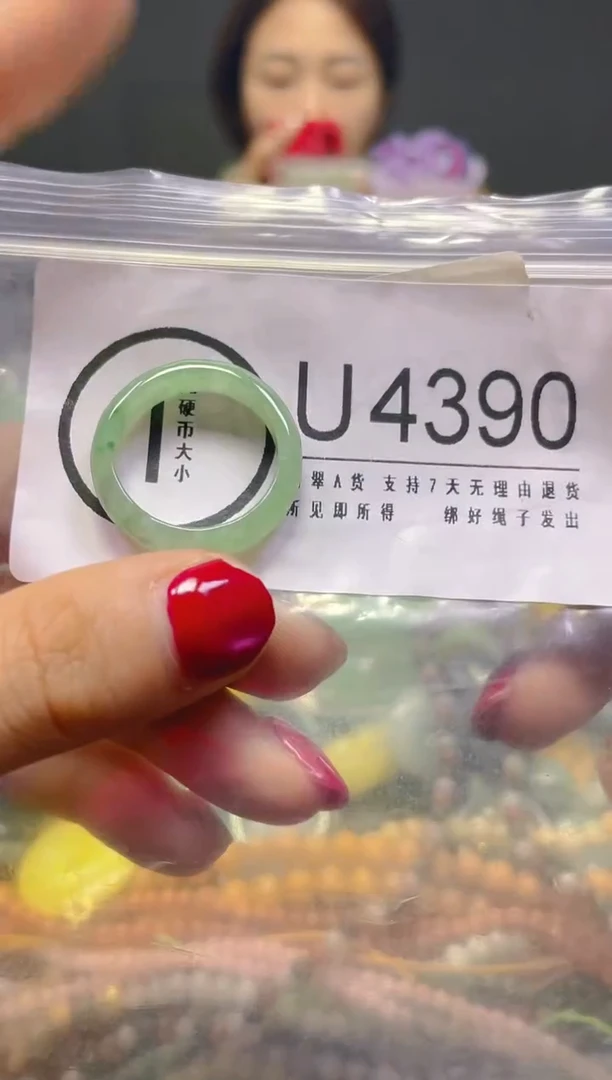 硬币大小
U4390
翠A货 支持7天无理由退货
所见即所得 绑好绳子发出